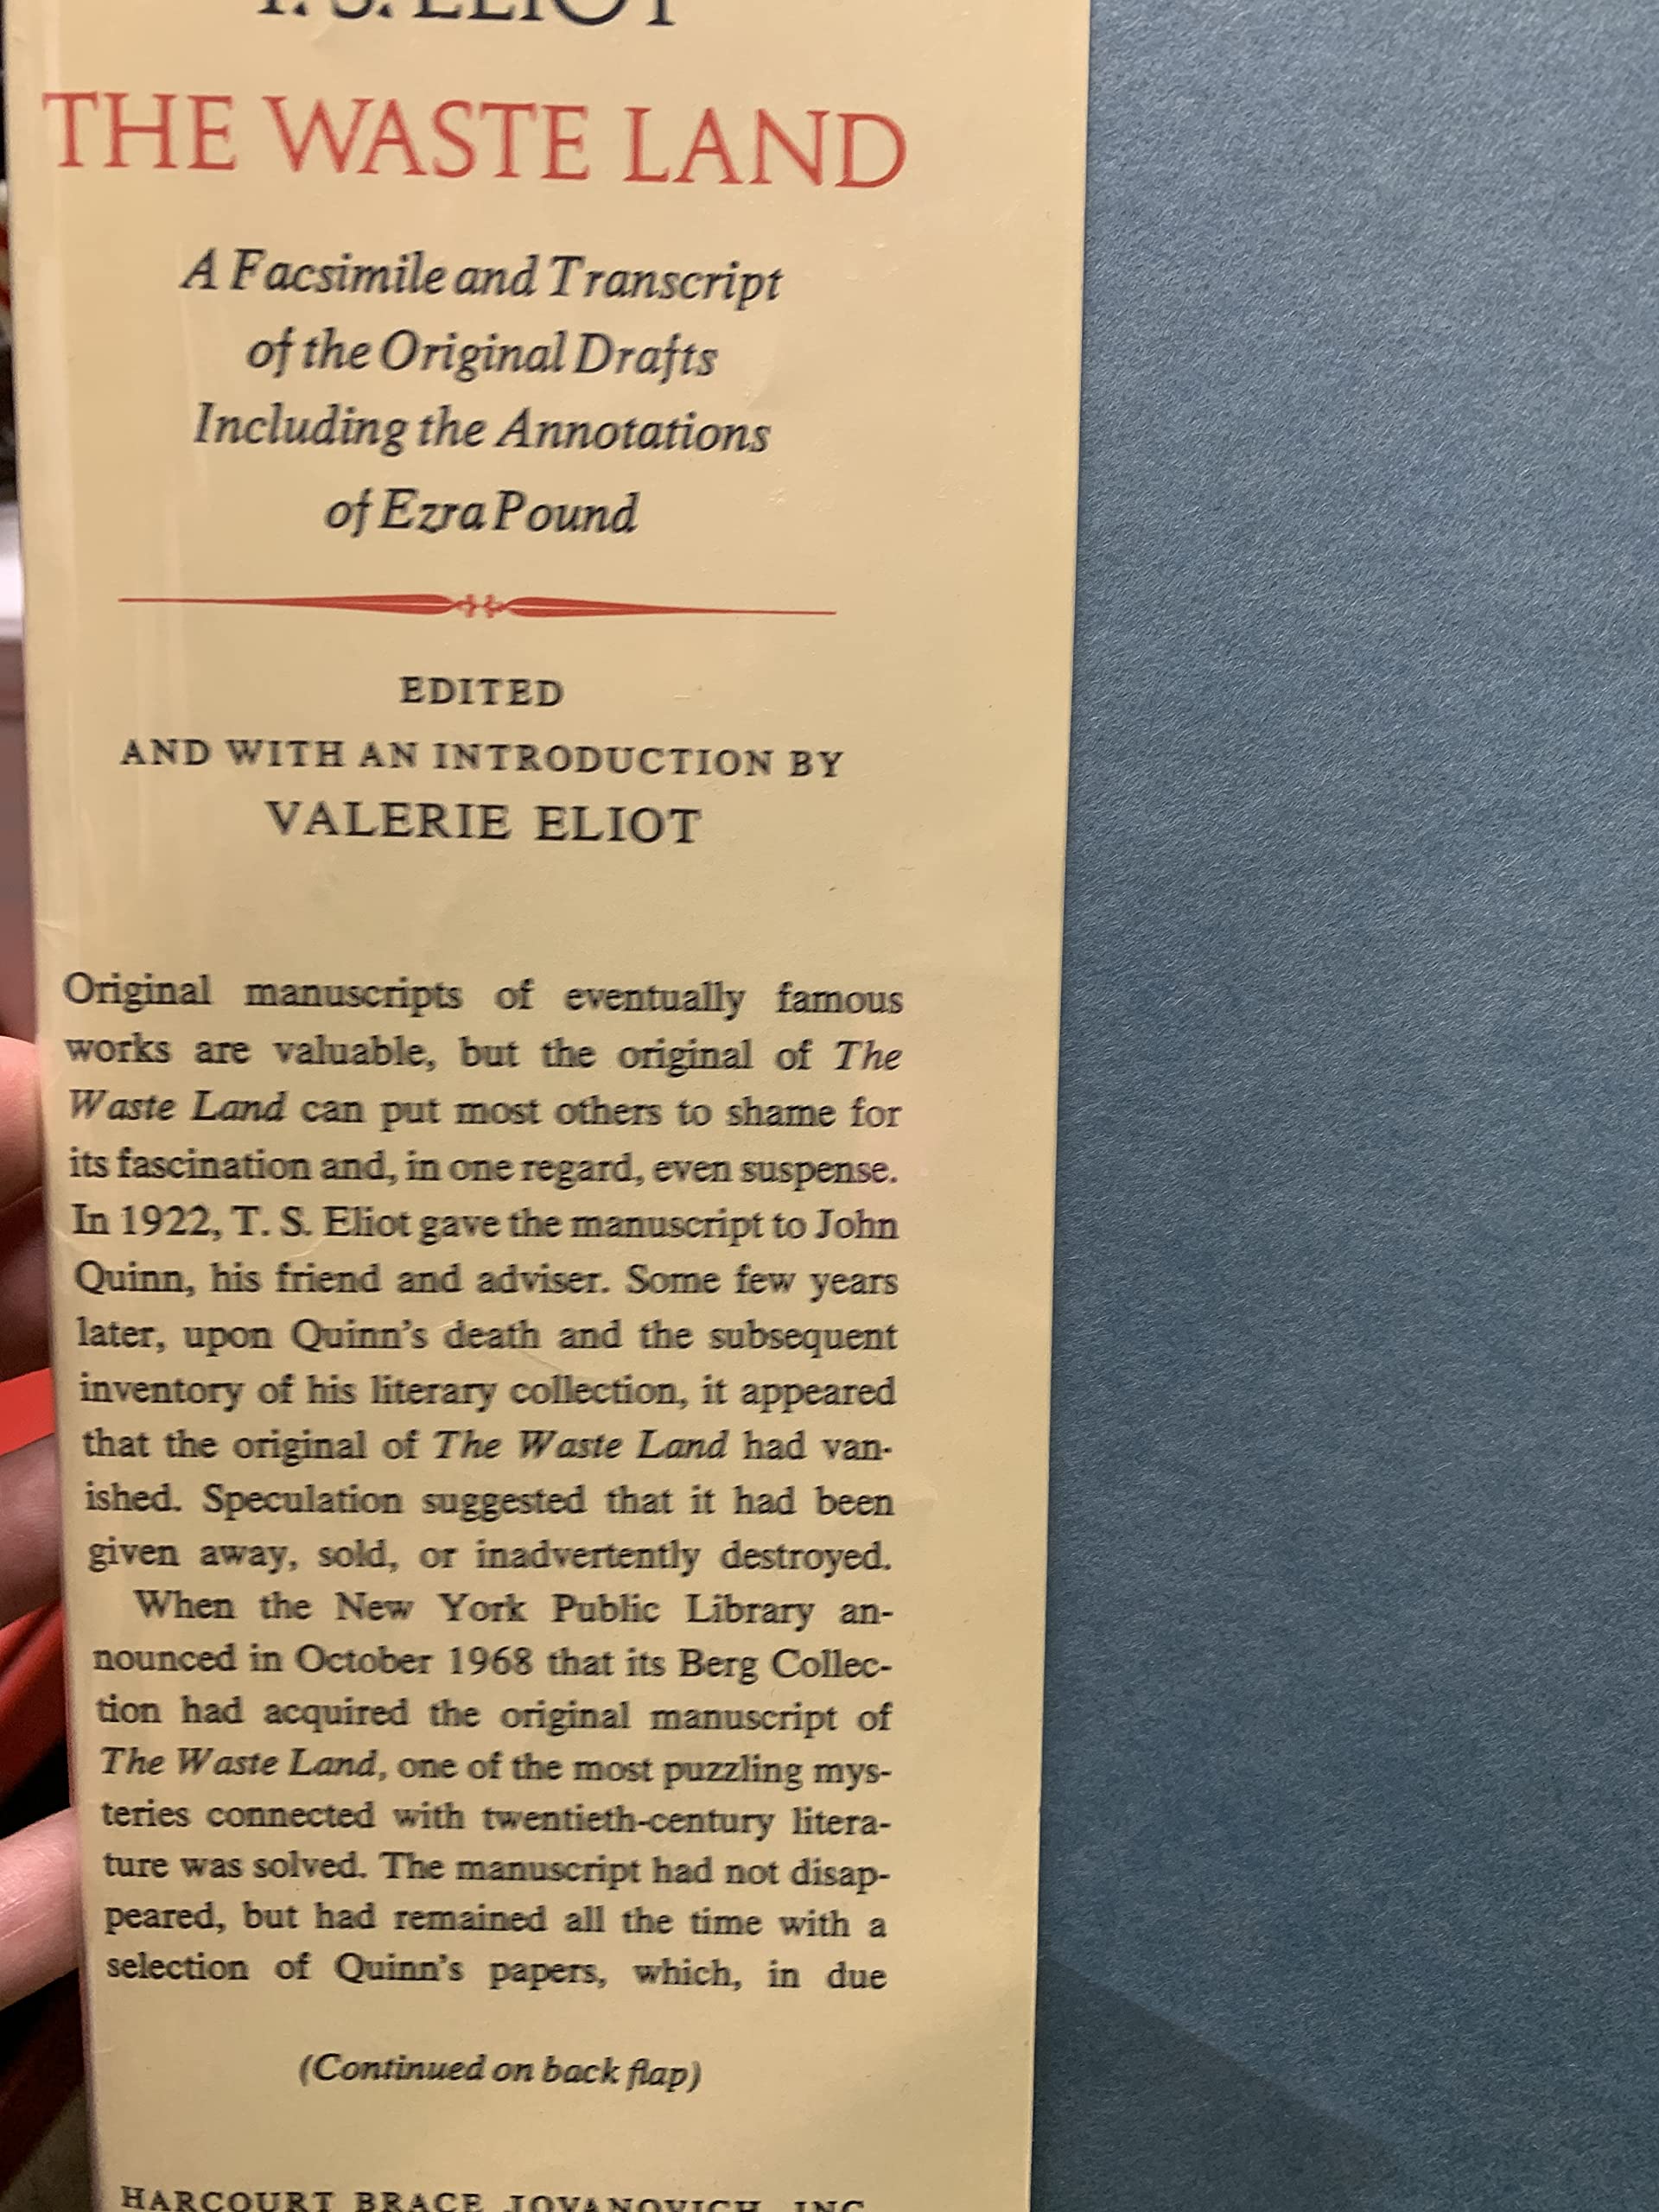 T. S. ELIOT
THE WASTE LAND
A Facsimile and Transcript
of the Original Drafts
Including the Annotations
of Ezra Pound
EDITED
AND WITH AN INTRODUCTION BY
VALERIE ELIOT
Original manuscripts of eventually famous
works are valuable, but the original of The
Waste Land can put most others to shame for
its fascination and, in one regard, even suspense.
In 1922, T. S. Eliot gave the manuscript to John
Quinn, his friend and adviser. Some few years
later, upon Quinn's death and the subsequent
inventory of his literary collection, it appeared
that the original of The Waste Land had van-
ished. Speculation suggested that it had been
given away, sold, or inadvertently destroyed.
When the New York Public Library an-
nounced in October 1968 that its Berg Collec-
tion had acquired the original manuscript of
The Waste Land, one of the most puzzling mys-
teries connected with twentieth-century litera-
ture was solved. The manuscript had not disap-
peared, but had remained all the time with a
selection of Quinn's papers, which, in due
(Continued on back flap)
HARCOURT BRACE JOVANOVICH, INC.